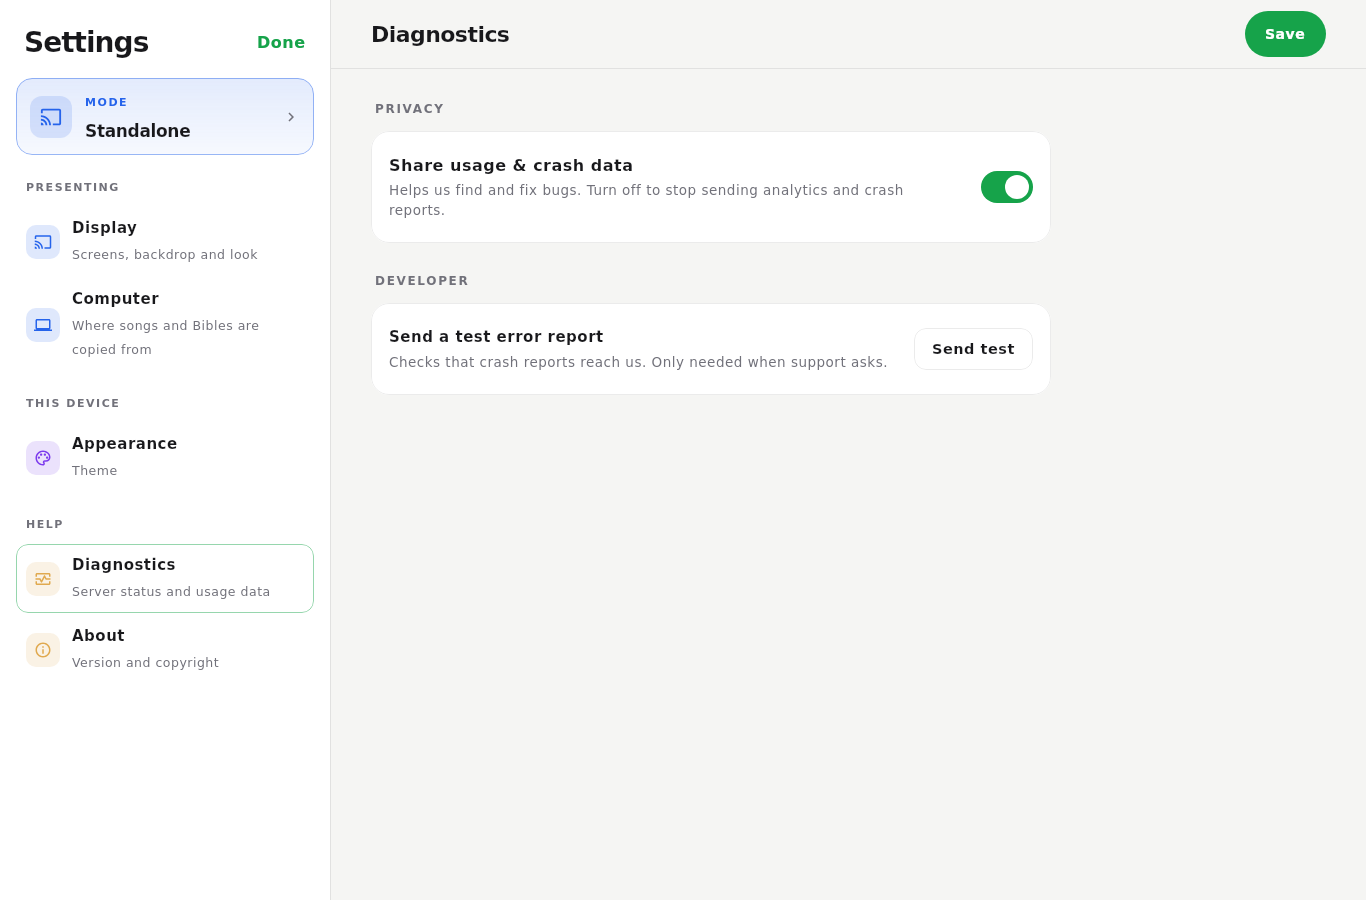 Settings
Done
MODE
Standalone
PRESENTING
Display
Screens, backdrop and look
Computer
Where songs and Bibles are
copied from
THIS DEVICE
Appearance
Theme
HELP
Diagnostics
Server status and usage data
About
Version and copyright
Diagnostics
Save
PRIVACY
Share usage & crash data
Helps us find and fix bugs. Turn off to stop sending analytics and crash
reports.
DEVELOPER
Send a test error report
Checks that crash reports reach us. Only needed when support asks.
Send test